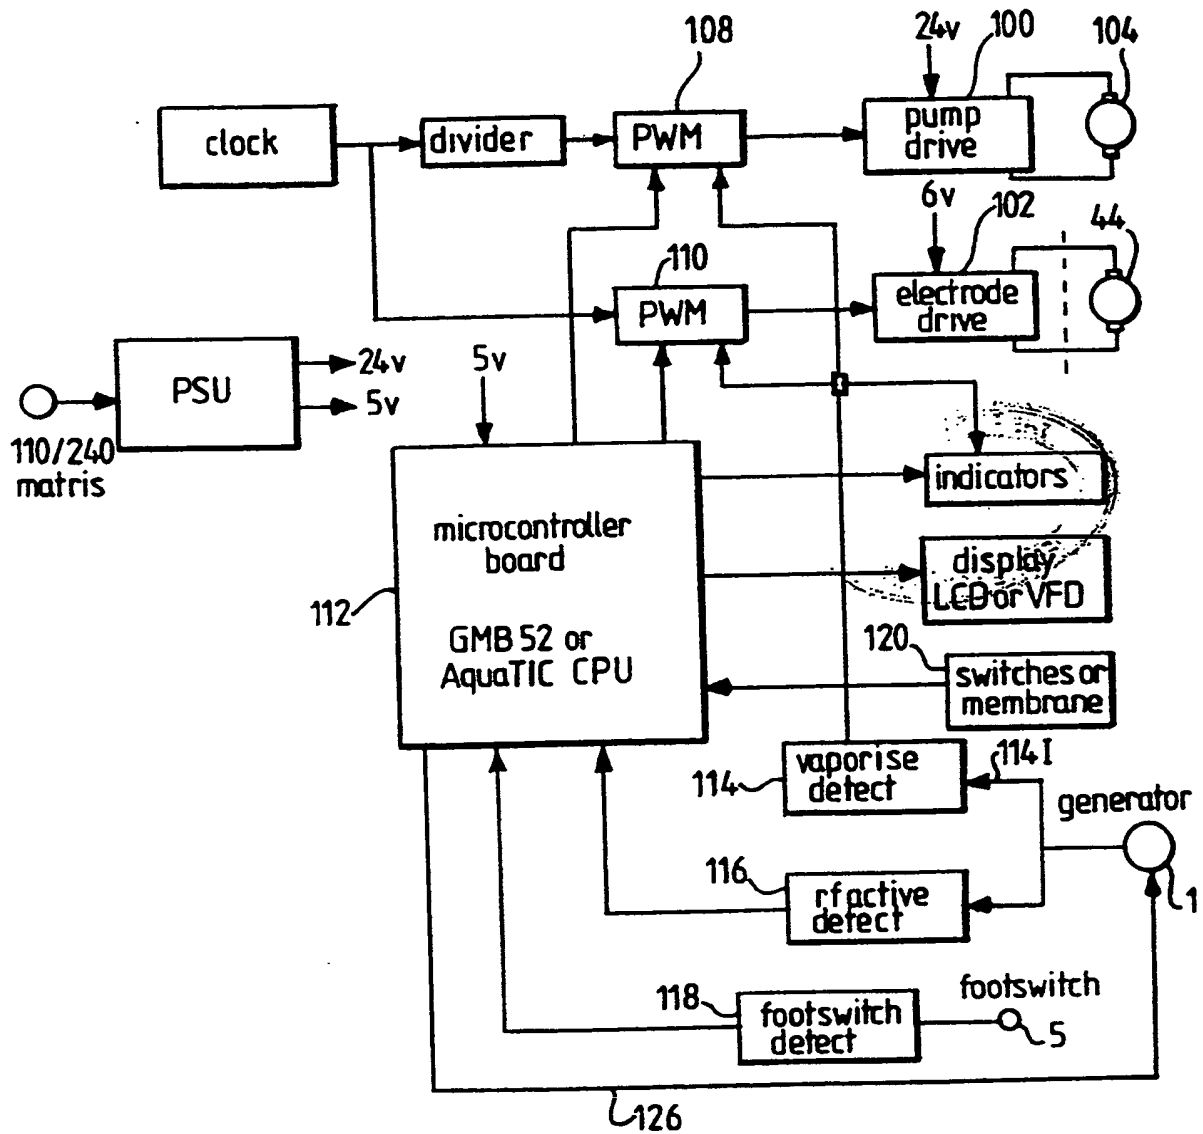 108
24v
100
104
clock
divider
PWM
pump
drive
6v
102
44
110
PWM
electrode
drive
PSU
24v
5v
5v
110/240
matris
indicators
microcontroller
board
display
LCD or VFD
112
GMB 52 or
AquaTIC CPU
120
switches or
membrane
114
vaporise
detect
114 I
generator
116
rf active
detect
1
118
footswitch
detect
footswitch
5
126